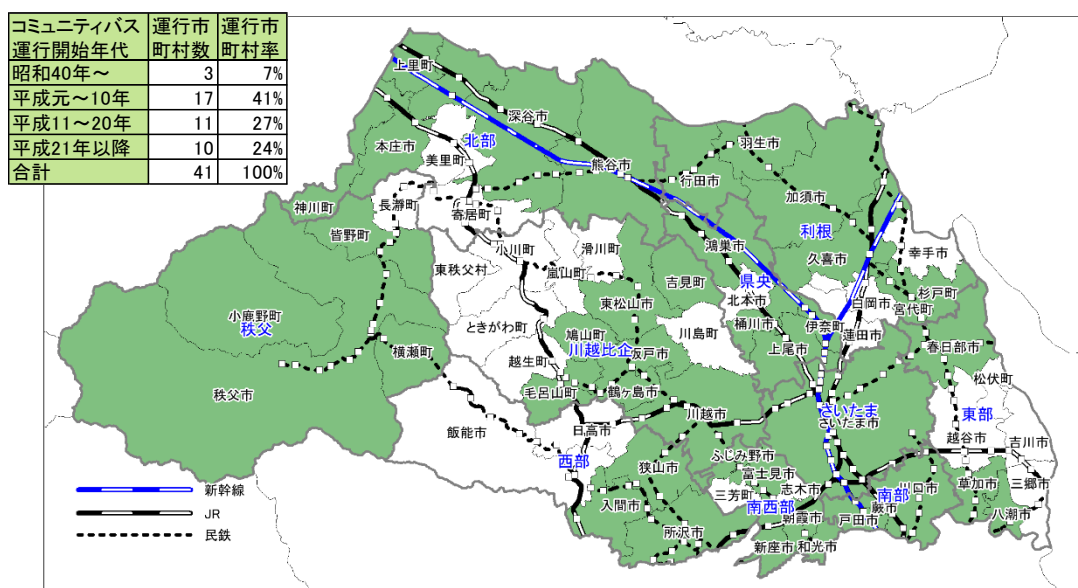 コミュニティバス 運行市 運行市
運行開始年代 町村数 町村率
昭和40年～ 3 7%
平成元～10年 17 41%
平成11～20年 11 27%
平成21年以降 10 24%
合計 41 100%
上里町
深谷市
北部
本庄市
美里町
熊谷市
羽生市
行田市
加須市
神川町
長瀞町
寄居町
皆野町
利根
鴻巣市
久喜市
幸手市
小川町
滑川町
東秩父村
嵐山町
吉見町
県央
北本市
白岡市
杉戸町
宮代町
小鹿野町
秩父
東松山市
ときがわ町
鳩山町
川島町
桶川市
伊奈町
蓮田市
川越比企
坂戸市
上尾市
春日部市
横瀬町
越生町
松伏町
秩父市
毛呂山町
鶴ヶ島市
川越市
さいたま
さいたま市
東部
飯能市
日高市
越谷市
吉川市
西部
狭山市
ふじみ野市
富士見市
三郷市
入間市
三芳町
志木市
南部
川口市
草加市
南西部
蕨市
朝霞市
戸田市
八潮市
所沢市
新座市
和光市
新幹線
JR
民鉄